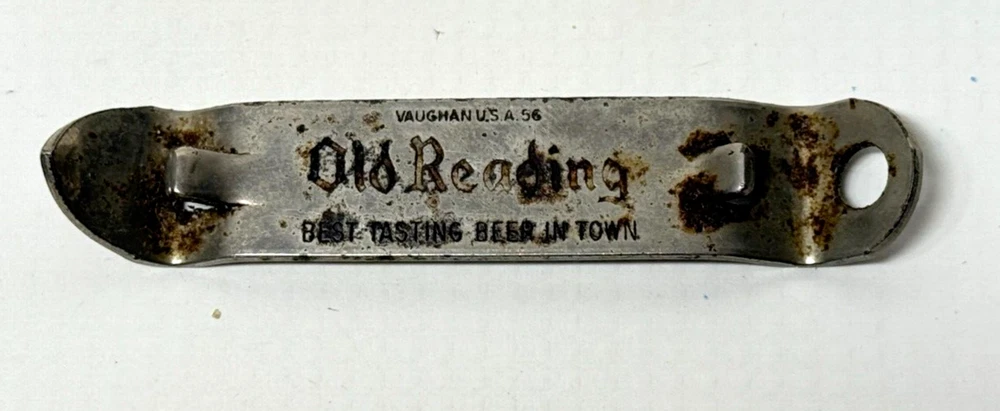 VAUGHAN U.S.A. 56
Old Reading
BEST TASTING BEER IN TOWN